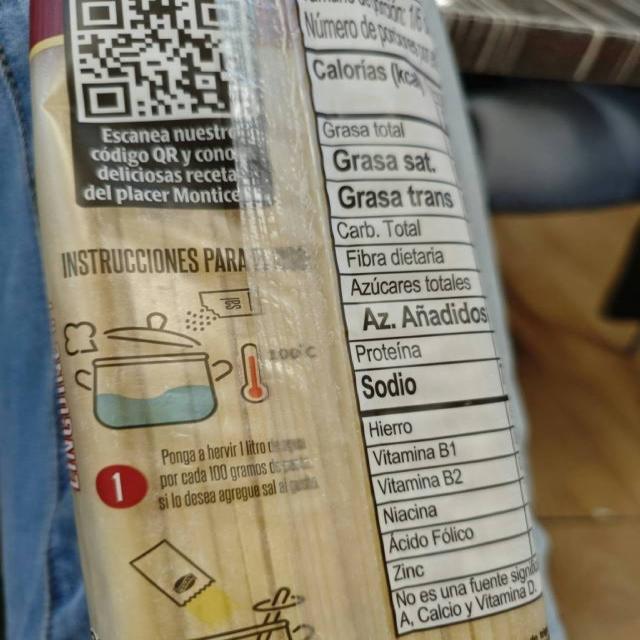 Número de
Calorías (kcal
Escanea nuestro
código QR y cono
deliciosas receta
del placer Montice
Grasa total
Grasa sat.
Grasa trans
Carb. Total
Fibra dietaria
Azúcares totales
Az. Añadidos
Proteína
Sodio
Hierro
Vitamina B1
Vitamina B2
Niacina
Ácido Fólico
Zinc
No es una fuente signifi
A, Calcio y Vitamina D.
INSTRUCCIONES PARA
100°C
1
Ponga a hervir 1 litro
por cada 100 gramos
si lo desea agregue sal al